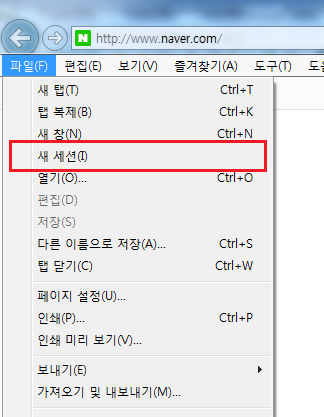 N http://www.naver.com/
파일(F) 편집(E) 보기(V) 즐겨찾기(A) 도구(T)
새 탭(T) Ctrl+T
탭 복제(B) Ctrl+K
새 창(N) Ctrl+N
새 세션(I)
열기(O)... Ctrl+O
편집(D)
저장(S)
다른 이름으로 저장(A)... Ctrl+S
탭 닫기(C) Ctrl+W
페이지 설정(U)...
인쇄(P)... Ctrl+P
인쇄 미리 보기(V)...
보내기(E)
가져오기 및 내보내기(M)...